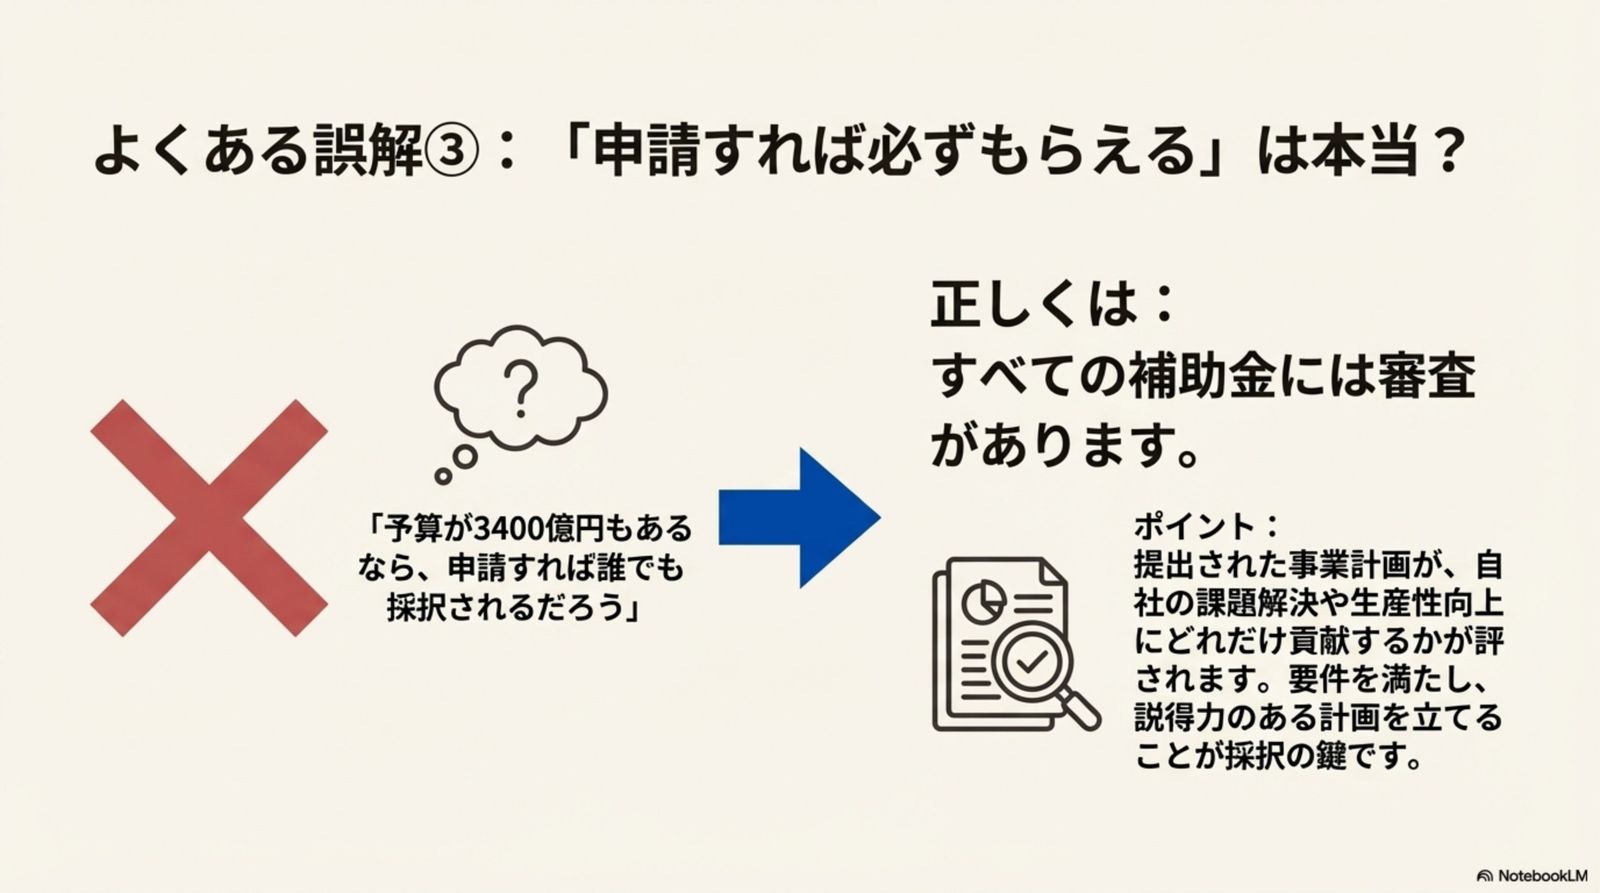 よくある誤解③：「申請すれば必ずもらえる」は本当？
「予算が3400億円もある
なら、申請すれば誰でも
採択されるだろう」
正しくは：
すべての補助金には審査
があります。
ポイント：
提出された事業計画が、自
社の課題解決や生産性向上
にどれだけ貢献するかが評
されます。要件を満たし、
説得力のある計画を立てる
ことが採択の鍵です。
NotebookLM